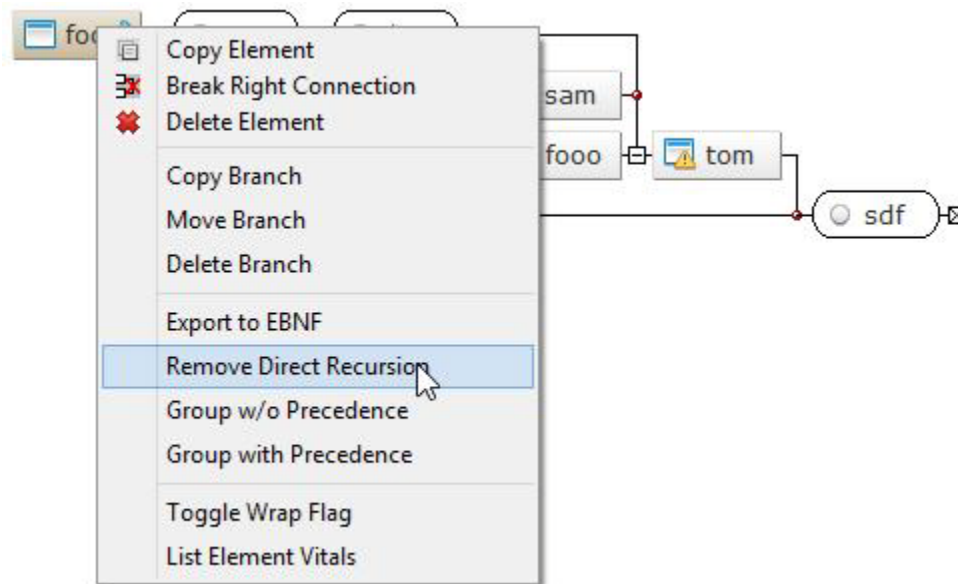 Copy Element
Break Right Connection
Delete Element
Copy Branch
Move Branch
Delete Branch
Export to EBNF
Remove Direct Recursion
Group w/o Precedence
Group with Precedence
Toggle Wrap Flag
List Element Vitals
sam
fooo
tom
sdf